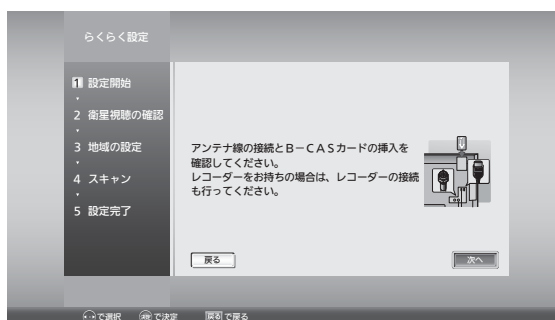 らくらく設定
1 設定開始
2 衛星視聴の確認
3 地域の設定
4 スキャン
5 設定完了
アンテナ線の接続とB-CASカードの挿入を
確認してください。
レコーダーをお持ちの場合は、レコーダーの接続
も行ってください。
戻る
次へ
で選択 決定 で決定 戻る で戻る